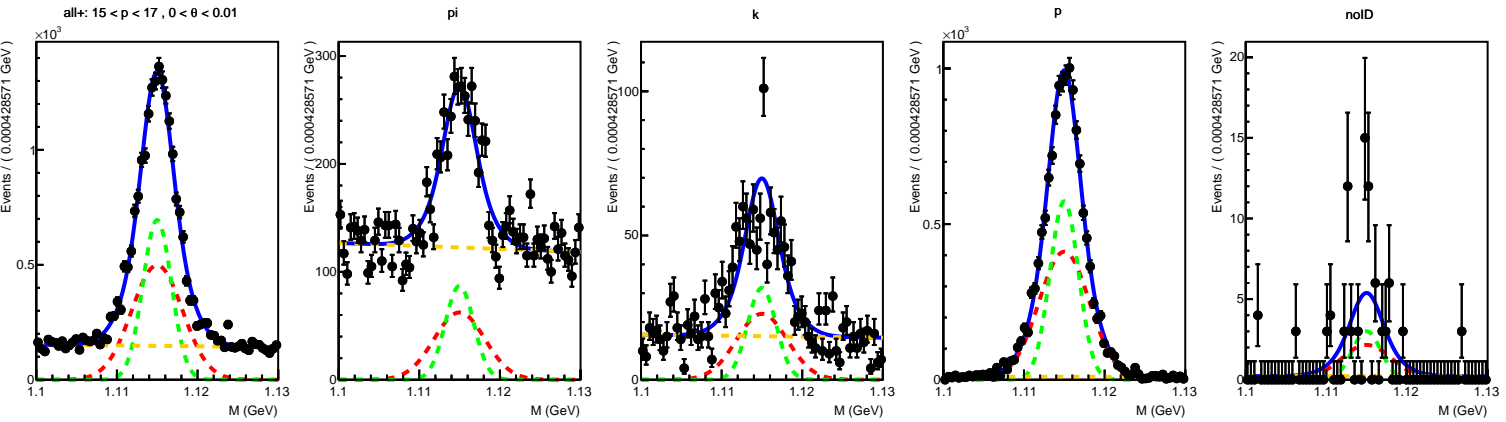 all+: 15 < p < 17 , 0 < θ < 0.01
×10³
Events / ( 0.000428571 GeV )
1
0.5
0
1.1
1.11
1.12
1.13
M (GeV)
pi
Events / ( 0.000428571 GeV )
300
200
100
0
1.1
1.11
1.12
1.13
M (GeV)
k
Events / ( 0.000428571 GeV )
100
50
0
1.1
1.11
1.12
1.13
M (GeV)
p
×10³
Events / ( 0.000428571 GeV )
1
0.5
0
1.1
1.11
1.12
1.13
M (GeV)
noID
Events / ( 0.000428571 GeV )
20
15
10
5
0
1.1
1.11
1.12
1.13
M (GeV)